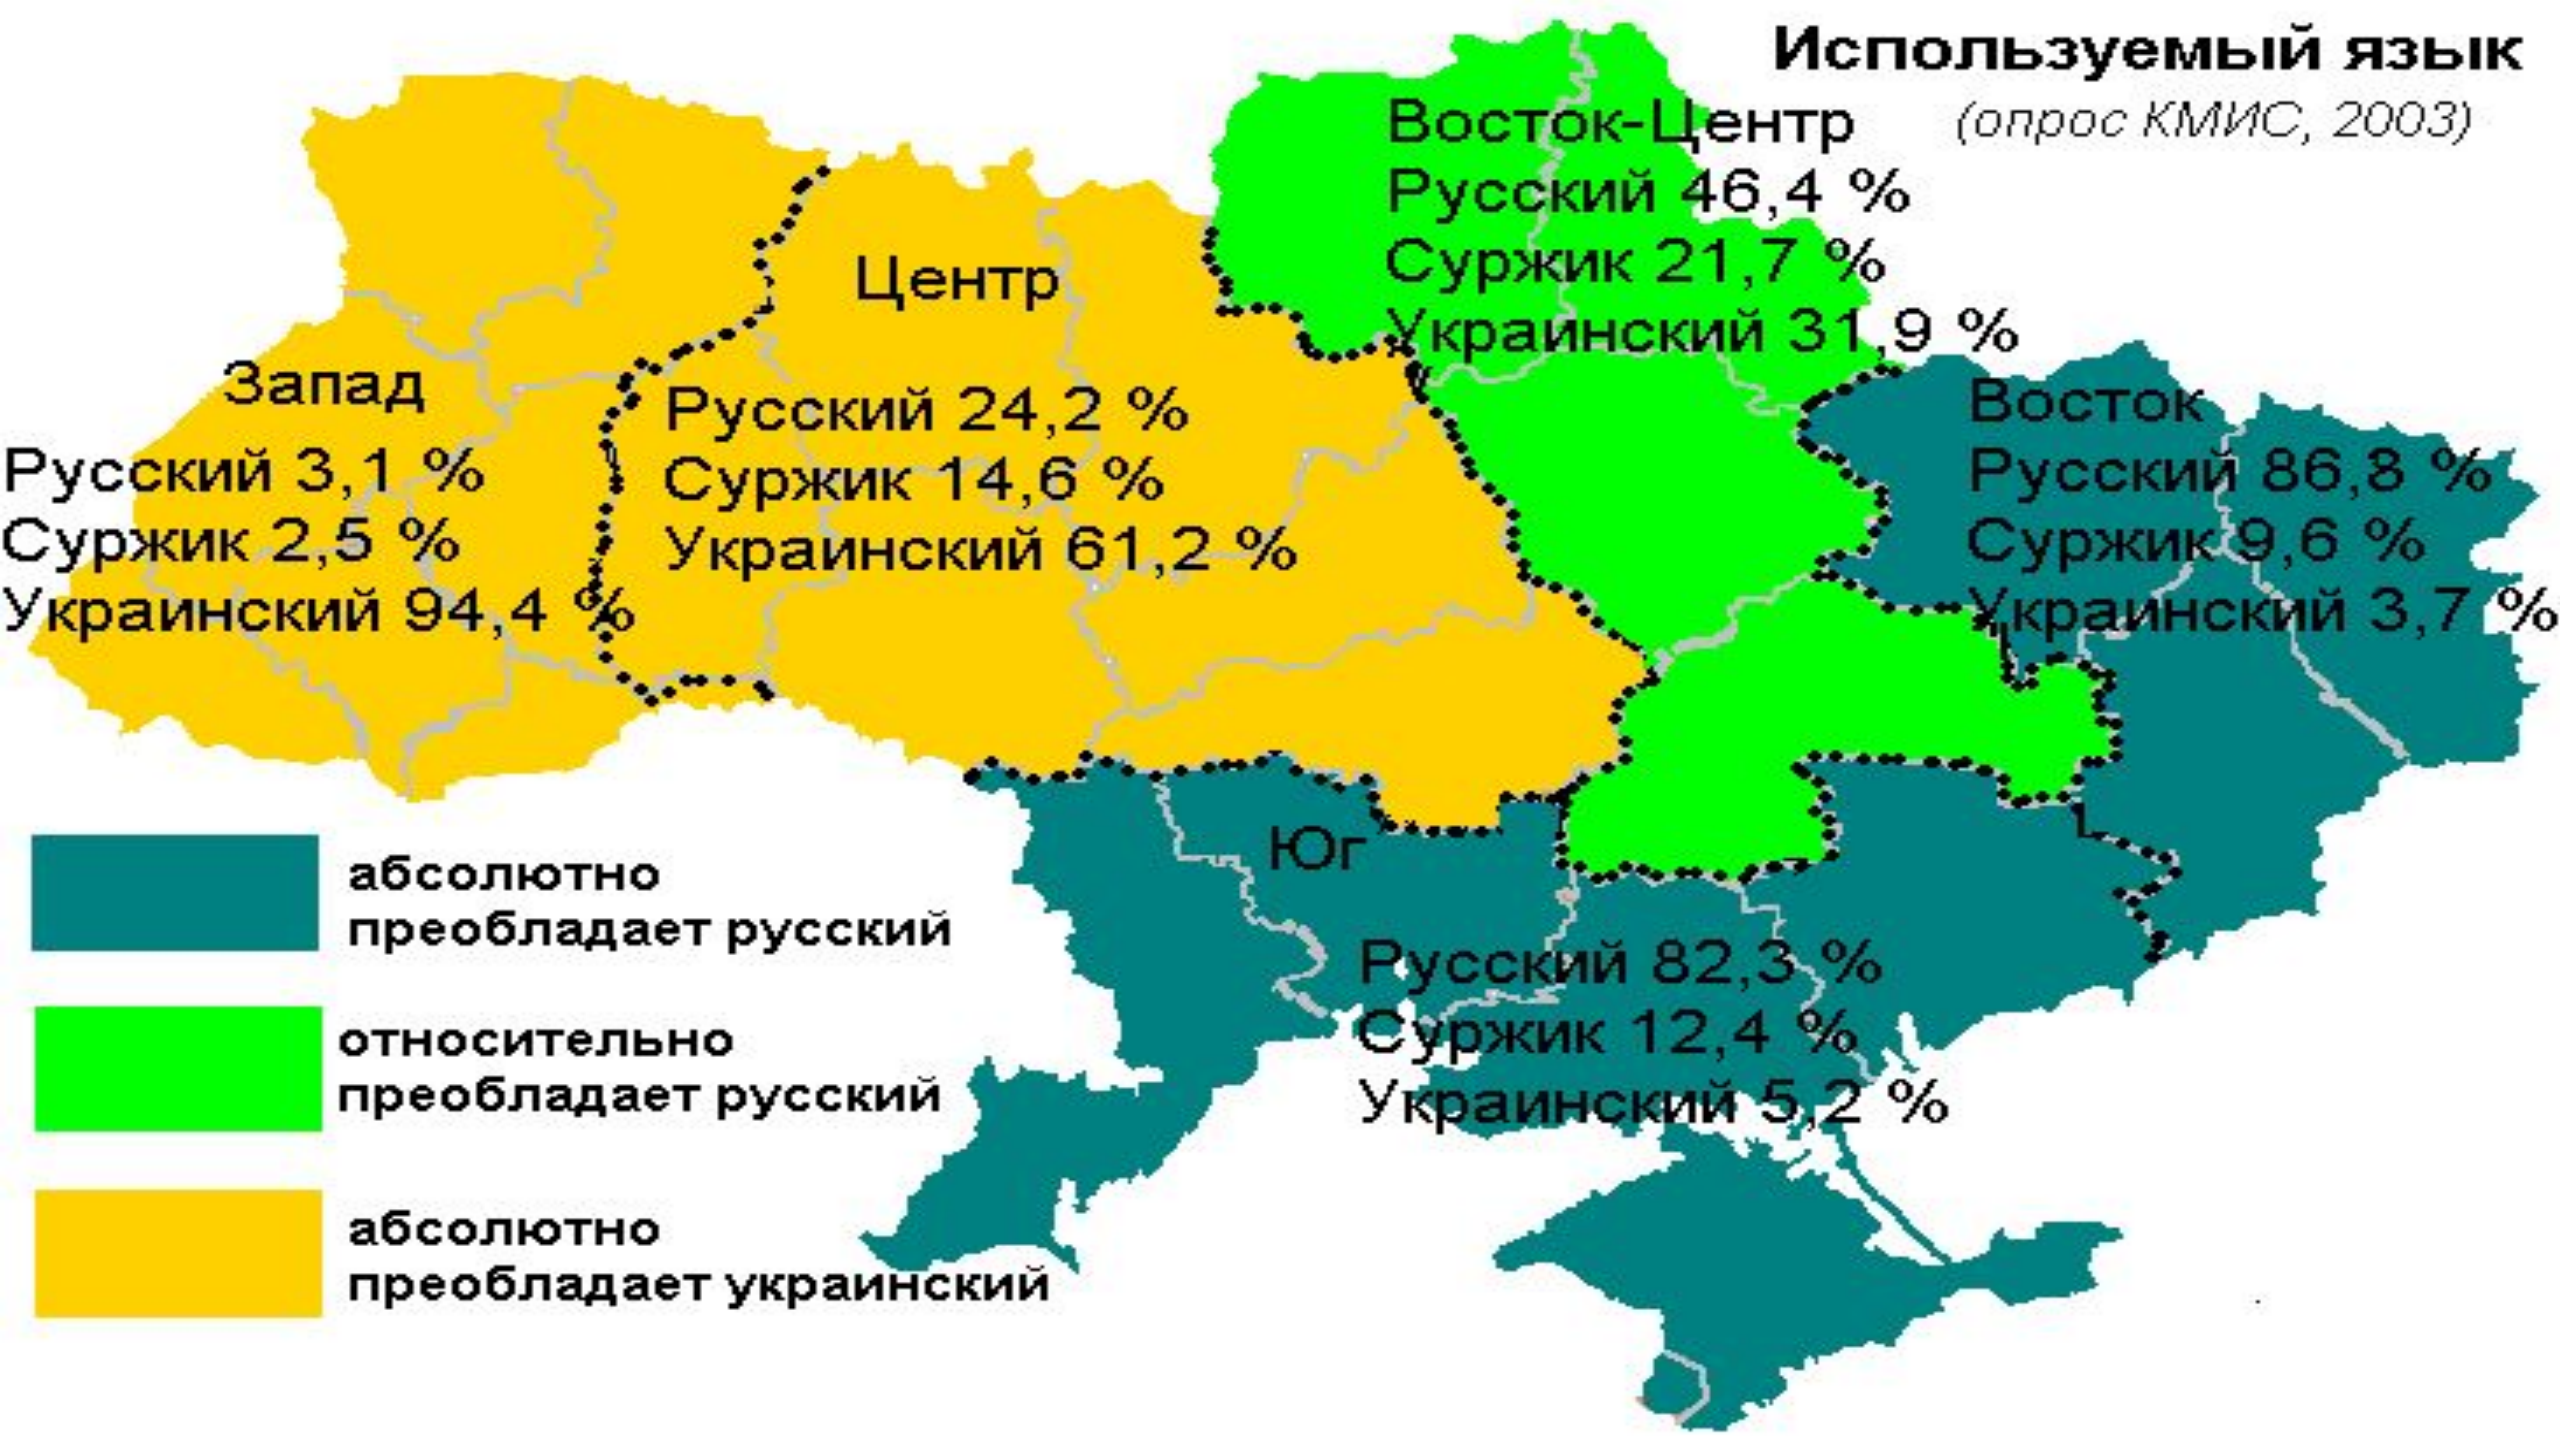 Используемый язык
(опрос КМИС, 2003)
Восток-Центр
Русский 46,4 %
Суржик 21,7 %
Украинский 31,9 %
Центр
Русский 24,2 %
Суржик 14,6 %
Украинский 61,2 %
Запад
Русский 3,1 %
Суржик 2,5 %
Украинский 94,4 %
Восток
Русский 86,8 %
Суржик 9,6 %
Украинский 3,7 %
Юг
Русский 82,3 %
Суржик 12,4 %
Украинский 5,2 %
абсолютно
преобладает русский
относительно
преобладает русский
абсолютно
преобладает украинский